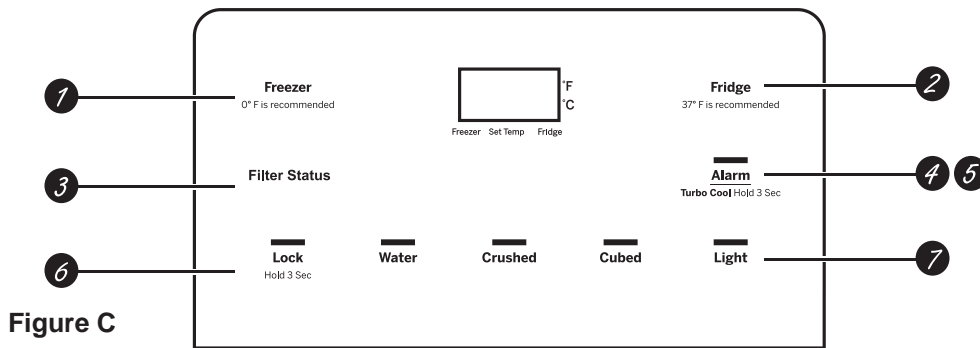 Freezer
0° F is recommended
1
°F
°C
Freezer Set Temp Fridge
Fridge
37° F is recommended
2
3
Filter Status
Alarm
Turbo Cool Hold 3 Sec
4 5
6
Lock
Hold 3 Sec
Water
Crushed
Cubed
Light
7
Figure C